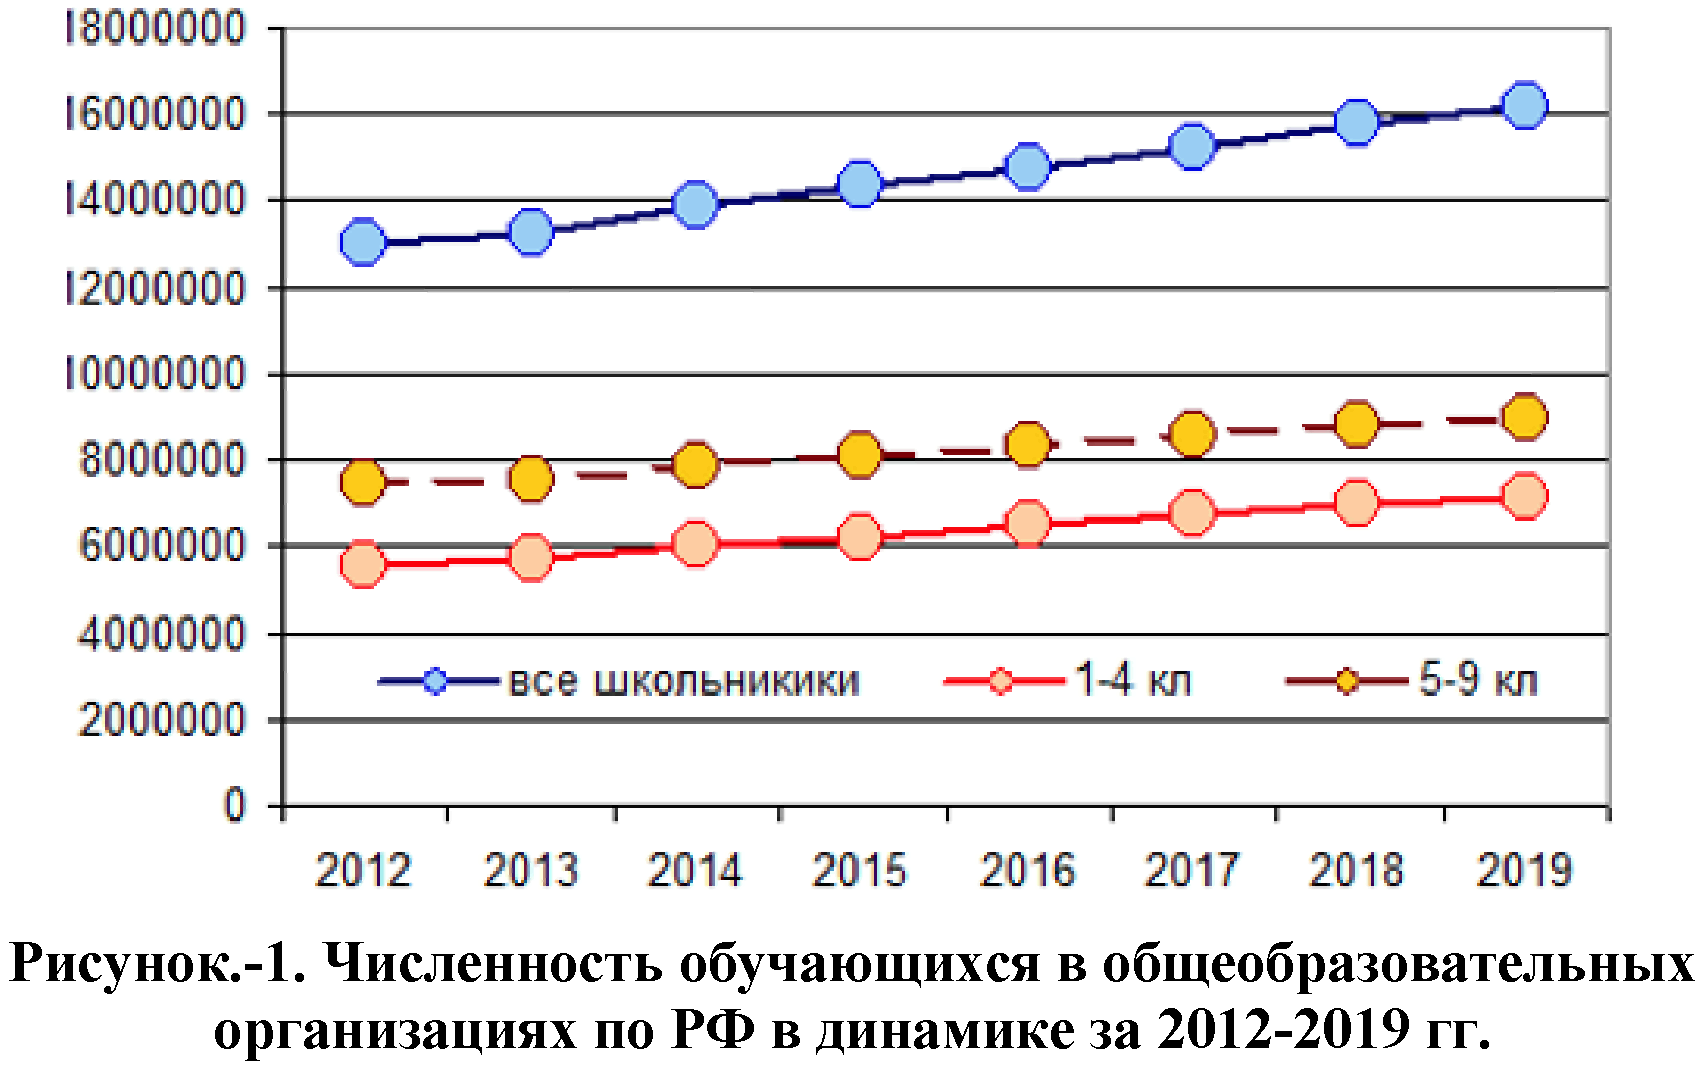 18000000
16000000
14000000
12000000
10000000
8000000
6000000
4000000
2000000
0
все школьникики 1-4 кл 5-9 кл
2012 2013 2014 2015 2016 2017 2018 2019
Рисунок.-1. Численность обучающихся в общеобразовательных
организациях по РФ в динамике за 2012-2019 гг.